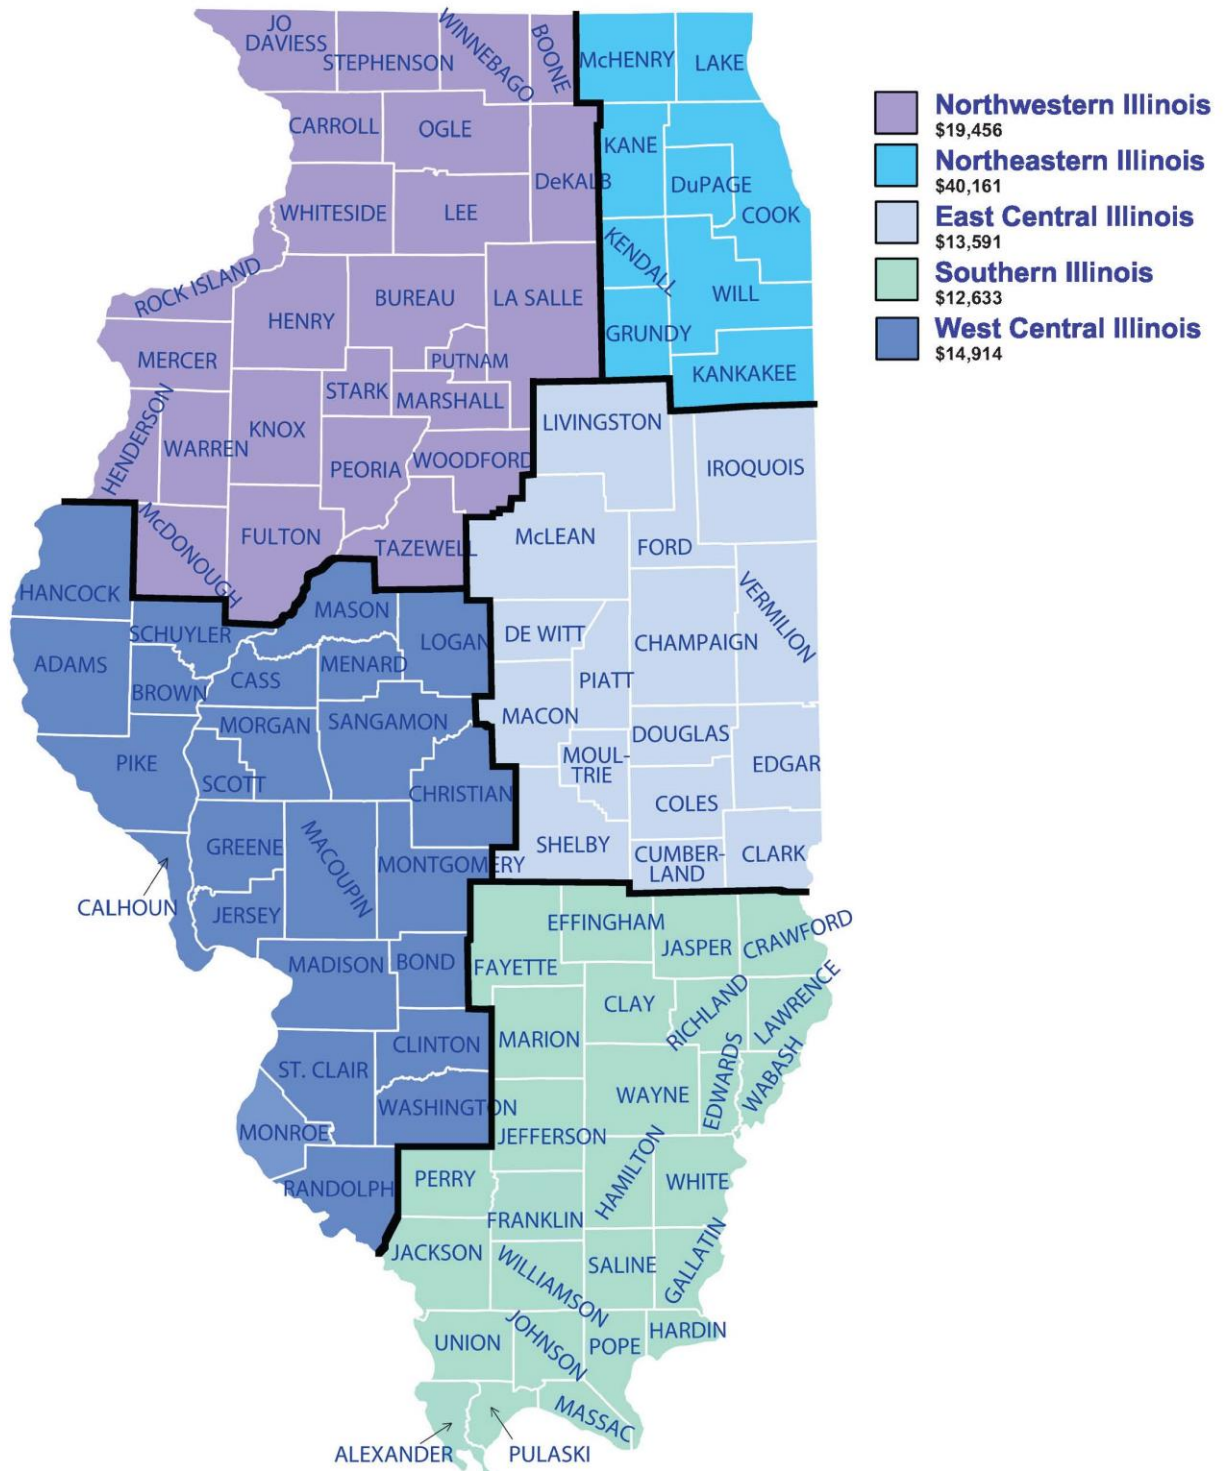 JO
DAVIESS
STEPHENSON
WINNEBAGO
BOONE
McHENRY
LAKE
CARROLL
OGLE
DeKALB
KANE
DuPAGE
COOK
WHITESIDE
LEE
KENDALL
WILL
ROCK ISLAND
HENRY
BUREAU
LA SALLE
GRUNDY
MERCER
PUTNAM
KANKAKEE
STARK
MARSHALL
HENDERSON
WARREN
KNOX
PEORIA
WOODFORD
LIVINGSTON
IROQUOIS
McDONOUGH
FULTON
TAZEWELL
McLEAN
FORD
HANCOCK
MASON
VERMILION
SCHUYLER
LOGAN
DE WITT
CHAMPAIGN
ADAMS
MENARD
CASS
BROWN
PIATT
MORGAN
SANGAMON
MACON
DOUGLAS
PIKE
SCOTT
MOUL-
TRIE
EDGAR
CHRISTIAN
COLES
GREENE
MACOUPIN
MONTGOMERY
SHELBY
CUMBER-
LAND
CLARK
CALHOUN
JERSEY
EFFINGHAM
JASPER
CRAWFORD
MADISON
BOND
FAYETTE
CLAY
RICHLAND
LAWRENCE
MARION
CLINTON
ST. CLAIR
WAYNE
EDWARDS
WABASH
WASHINGTON
MONROE
JEFFERSON
HAMILTON
RANDOLPH
PERRY
WHITE
FRANKLIN
JACKSON
WILLIAMSON
SALINE
GALLATIN
UNION
JOHNSON
POPE
HARDIN
MASSAC
ALEXANDER
PULASKI
Northwestern Illinois
$19,456
Northeastern Illinois
$40,161
East Central Illinois
$13,591
Southern Illinois
$12,633
West Central Illinois
$14,914